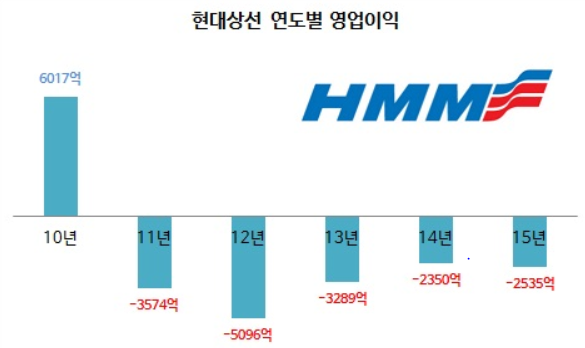 현대상선 연도별 영업이익
6017억
HMM
10년 11년 12년 13년 14년 15년
-3574억
-5096억
-3289억
-2350억
-2535억